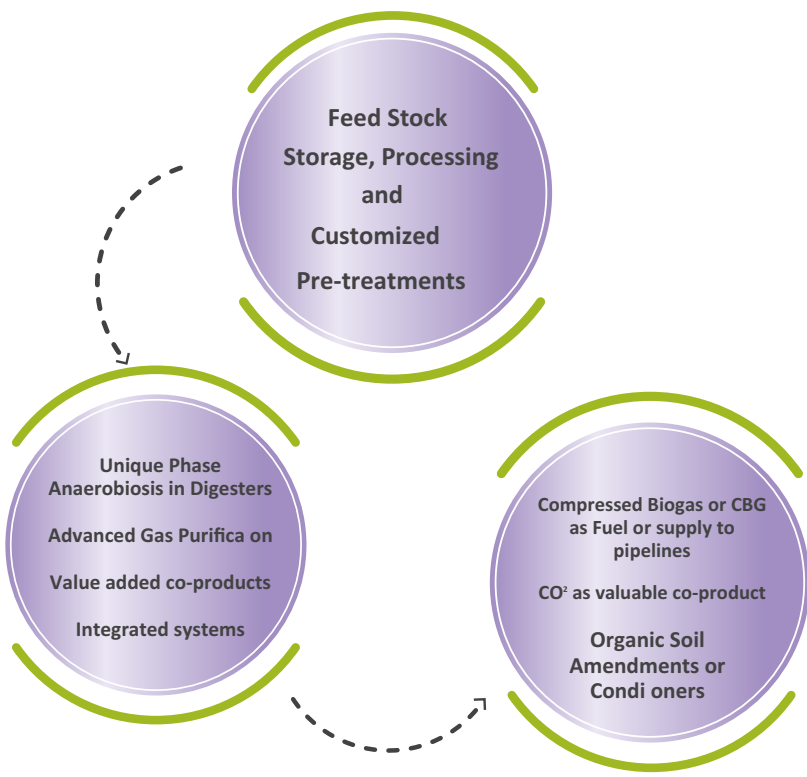 Feed Stock
Storage, Processing
and
Customized
Pre-treatments
Unique Phase
Anaerobiosis in Digesters
Advanced Gas Purifica on
Value added co-products
Integrated systems
Compressed Biogas or CBG
as Fuel or supply to
pipelines
CO² as valuable co-product
Organic Soil
Amendments or
Condi oners